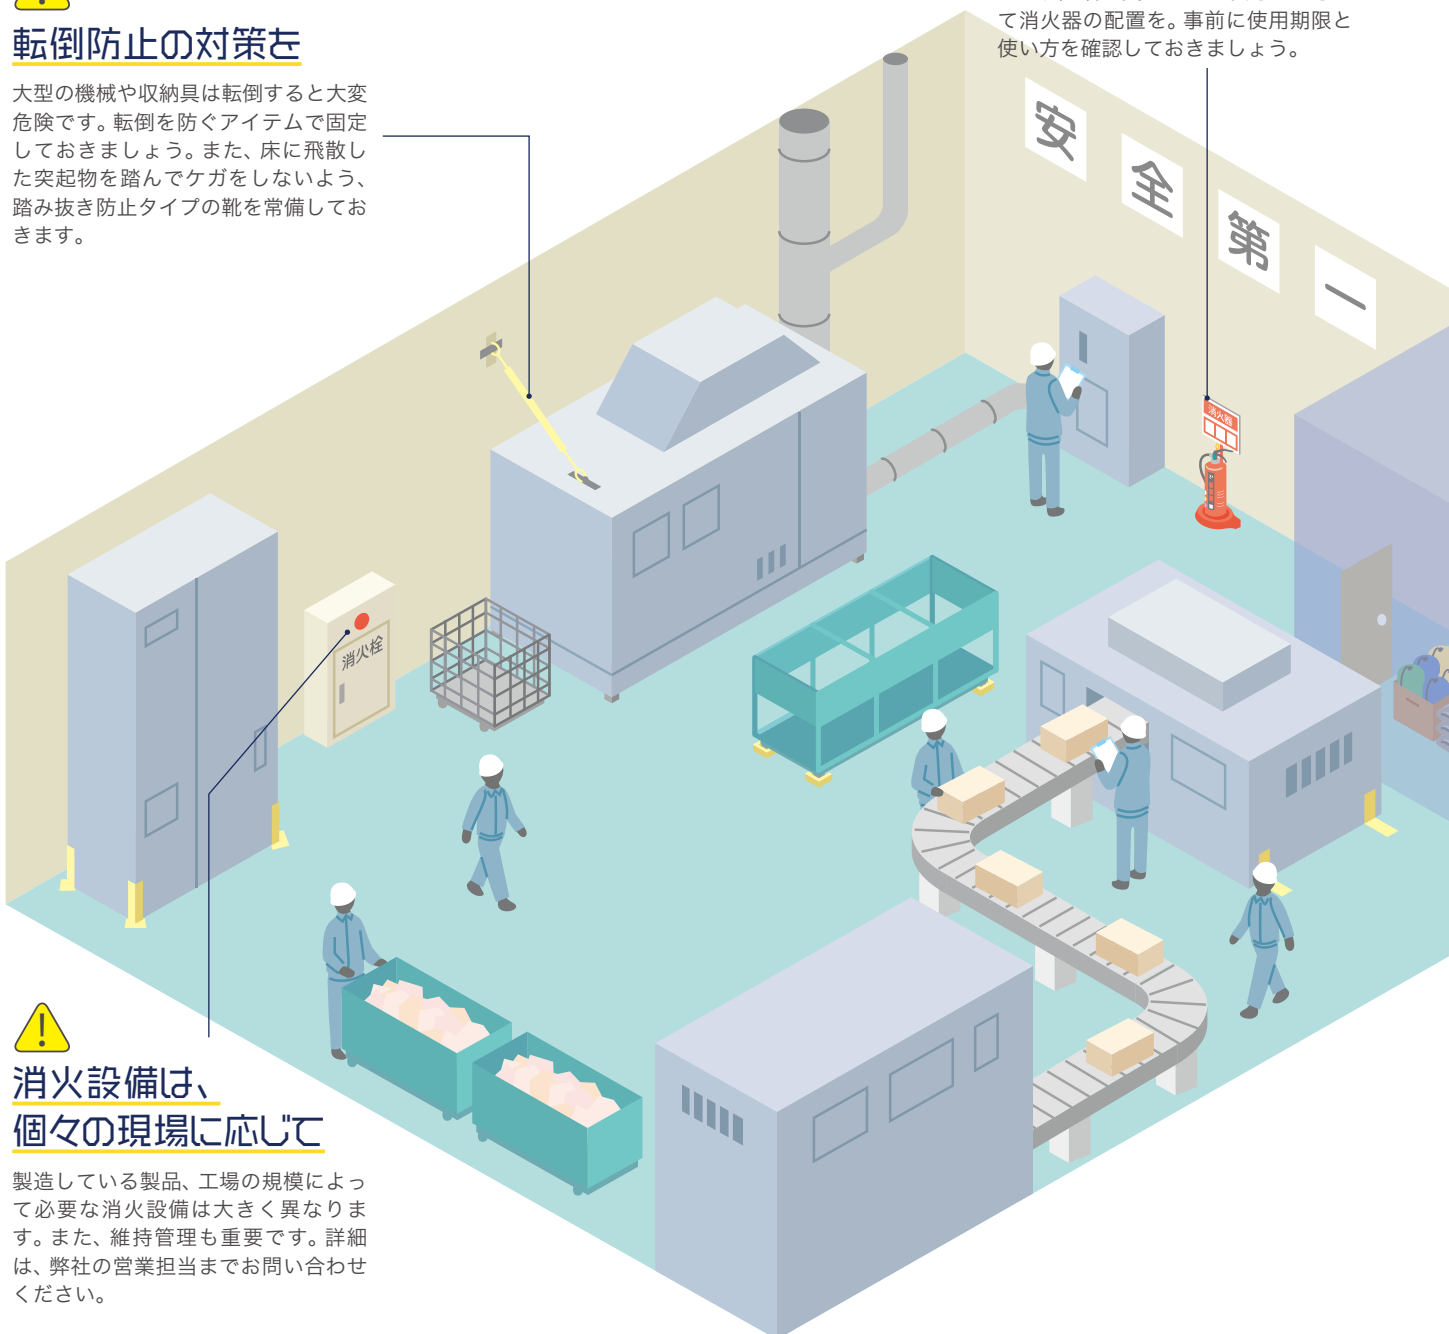 転倒防止の対策を
大型の機械や収納具は転倒すると大変
危険です。転倒を防ぐアイテムで固定
しておきましょう。また、床に飛散し
た突起物を踏んでケガをしないよう、
踏み抜き防止タイプの靴を常備してお
きます。
て消火器の配置を。事前に使用期限と
使い方を確認しておきましょう。
安全第一
消火器
消火栓
消火設備は、
個々の現場に応じて
製造している製品、工場の規模によっ
て必要な消火設備は大きく異なりま
す。また、維持管理も重要です。詳細
は、弊社の営業担当までお問い合わせ
ください。